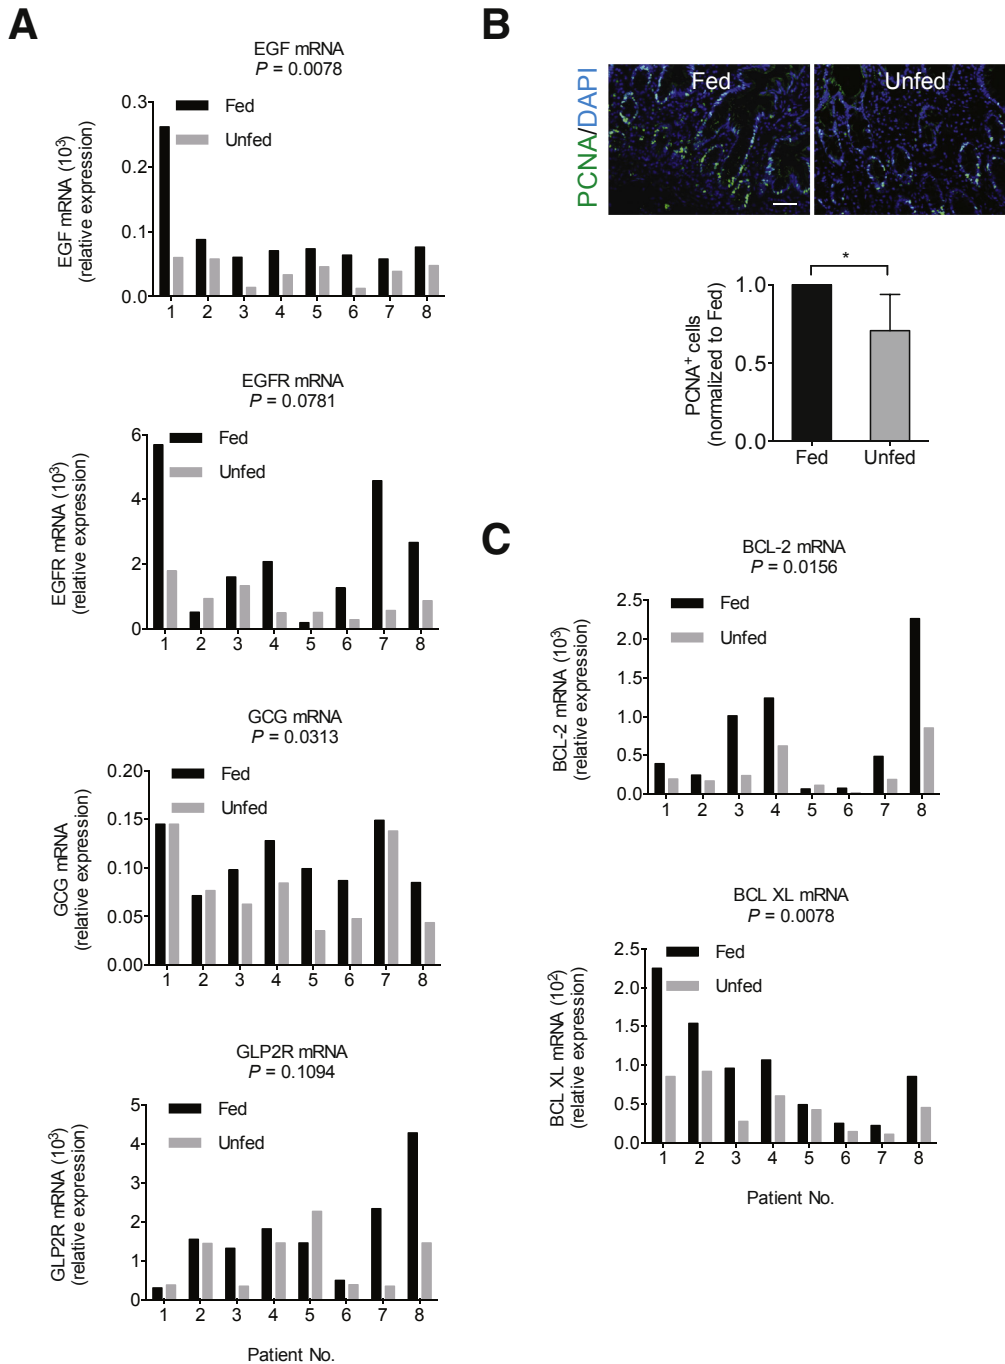 A
EGF mRNA
P = 0.0078
EGF mRNA (10³)
(relative expression)
0.3
0.2
0.1
0.0
Fed
Unfed
1 2 3 4 5 6 7 8
EGFR mRNA
P = 0.0781
EGFR mRNA (10³)
(relative expression)
6
4
2
0
Fed
Unfed
1 2 3 4 5 6 7 8
GCG mRNA
P = 0.0313
GCG mRNA
(relative expression)
0.20
0.15
0.10
0.05
0.00
Fed
Unfed
1 2 3 4 5 6 7 8
GLP2R mRNA
P = 0.1094
GLP2R mRNA (10³)
(relative expression)
5
4
3
2
1
0
Fed
Unfed
1 2 3 4 5 6 7 8
Patient No.
B
PCNA/DAPI
Fed
Unfed
PCNA⁺ cells
(normalized to Fed)
1.0
0.5
0.0
*
Fed Unfed
C
BCL-2 mRNA
P = 0.0156
BCL-2 mRNA (10³)
(relative expression)
2.5
2.0
1.5
1.0
0.5
0.0
Fed
Unfed
1 2 3 4 5 6 7 8
BCL XL mRNA
P = 0.0078
BCL XL mRNA (10²)
(relative expression)
2.5
2.0
1.5
1.0
0.5
0.0
Fed
Unfed
1 2 3 4 5 6 7 8
Patient No.